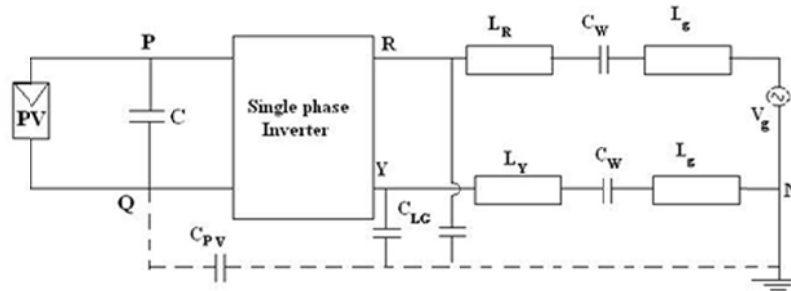 P
R
L_R
C_W
L_g
PV
C
Single phase
Inverter
V_g
Q
Y
L_Y
C_W
L_g
N
C_PV
C_LG